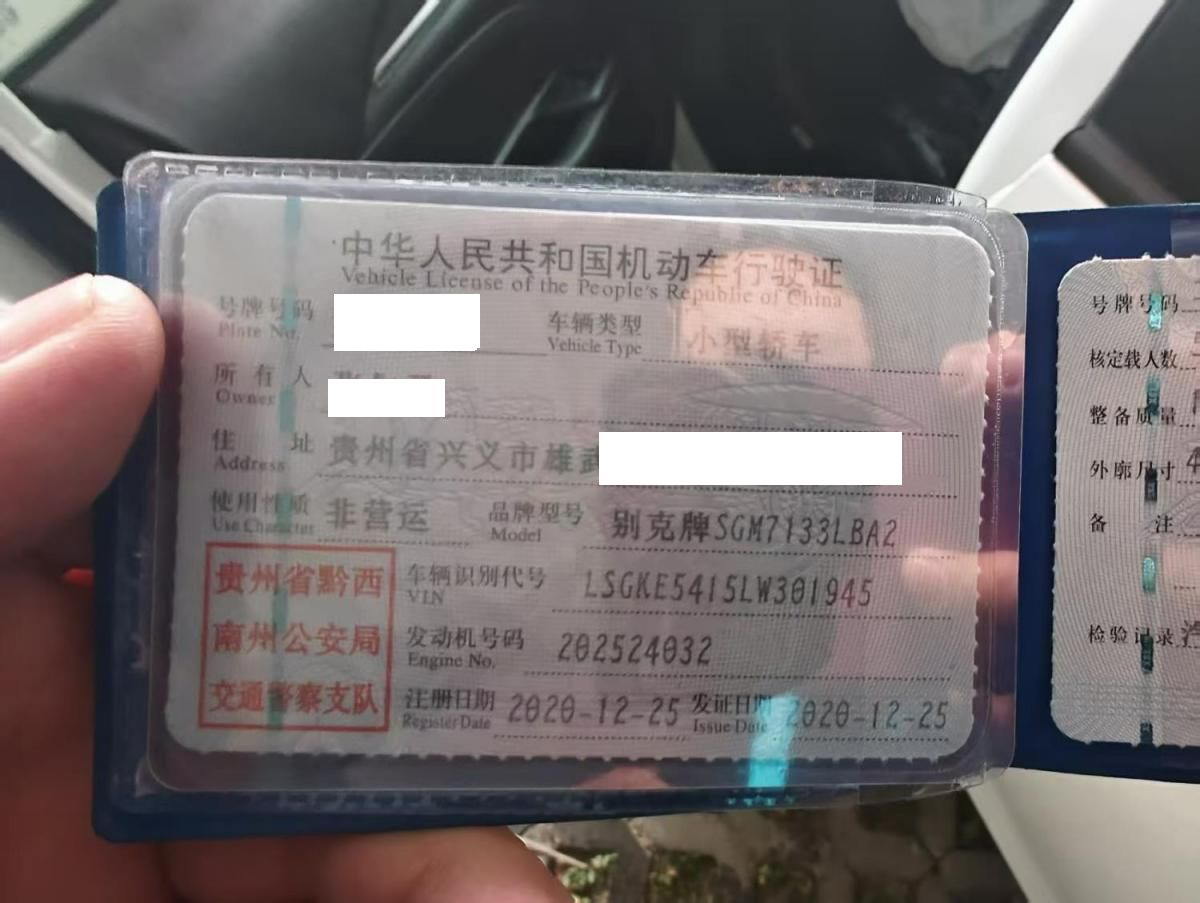 中华人民共和国机动车行驶证
Vehicle License of the People's Republic of China
号牌号码 车辆类型 小型轿车
Plate No. Vehicle Type
所有人
Owner
住址 贵州省兴义市雄武
Address
使用性质 非营运 品牌型号 别克牌SGM7133LBA2
Use Character Model
贵州省黔西
南州公安局
交通警察支队
车辆识别代号 LSGKE5415LW301945
VIN
发动机号码 202524032
Engine No.
注册日期 2020-12-25 发证日期 2020-12-25
Register Date Issue Date
号牌号码
核定载人数
整备质量
外廓尺寸
备注
检验记录